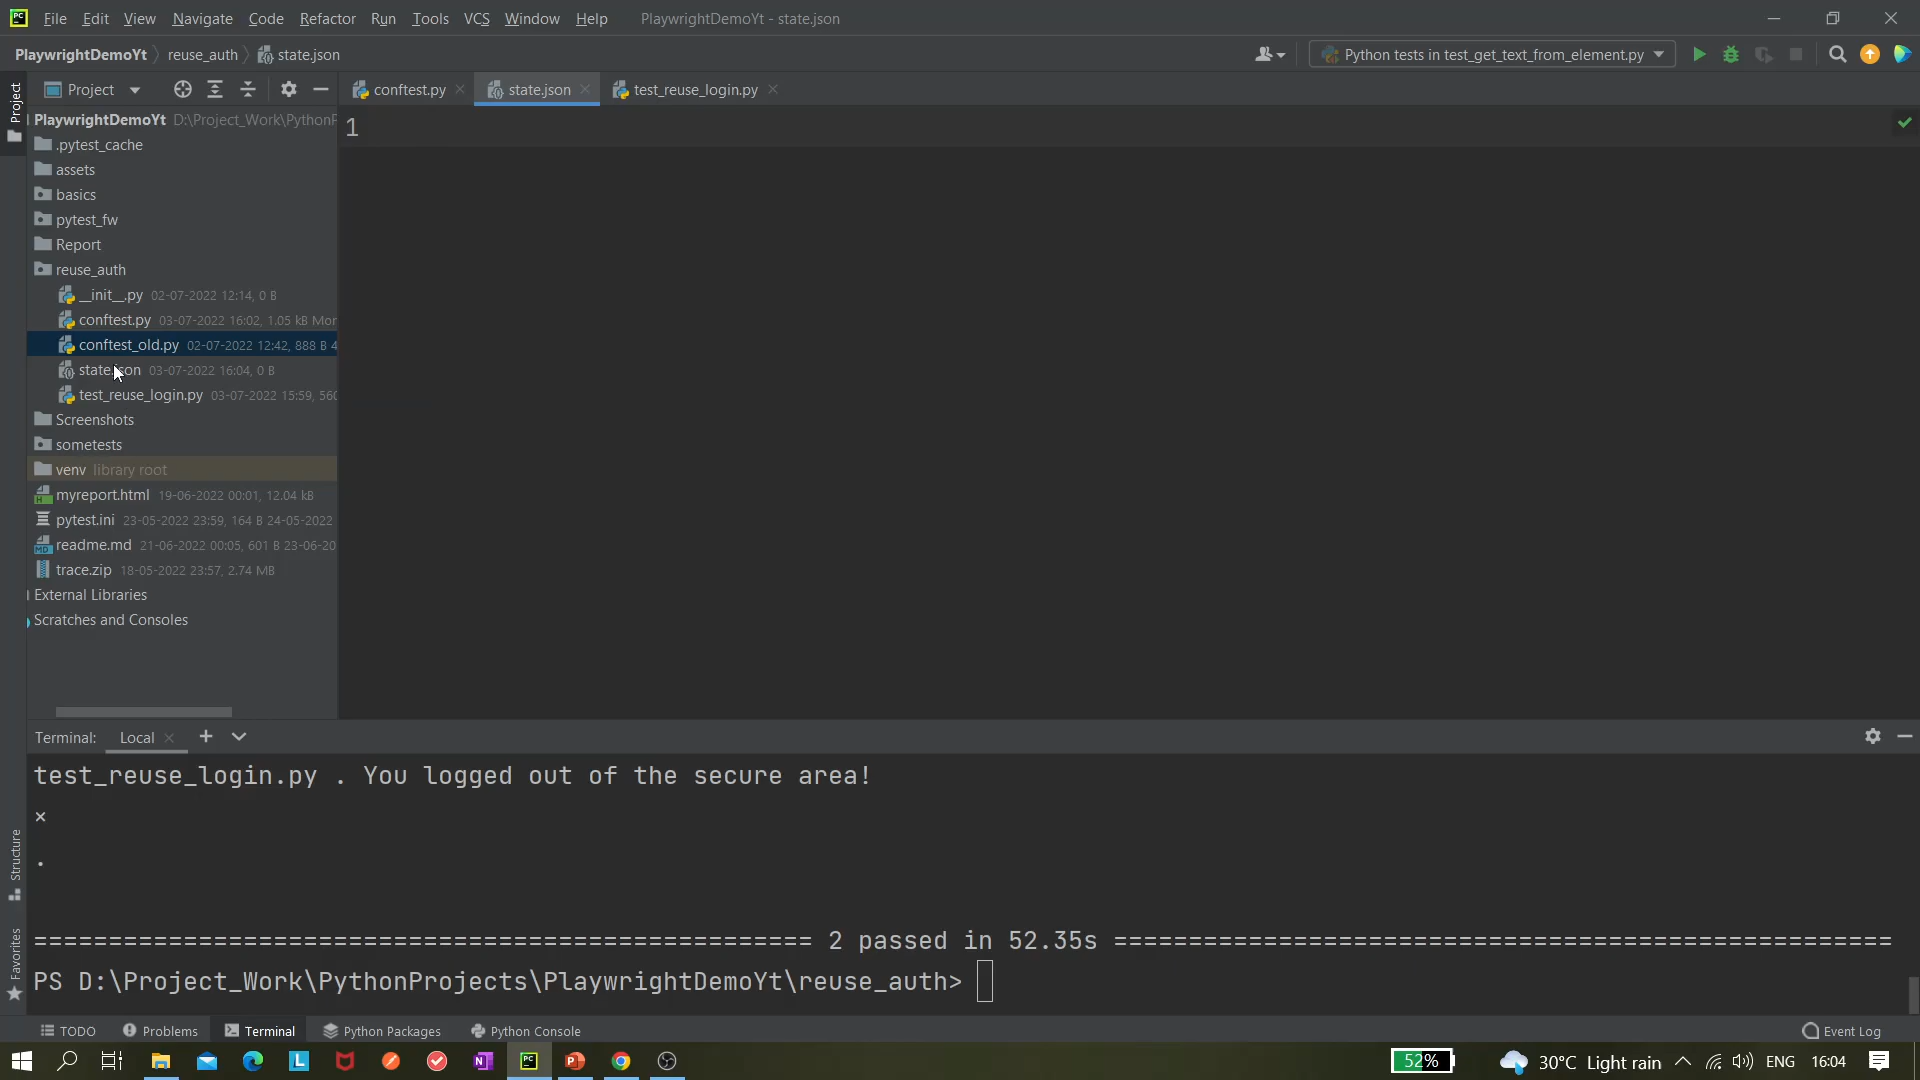 File Edit View Navigate Code Refactor Run Tools VCS Window Help PlaywrightDemoYt - state.json
PlaywrightDemoYt reuse_auth state.json
Python tests in test_get_text_from_element.py
Project
Project
conftest.py
state.json
test_reuse_login.py
PlaywrightDemoYt D:\Project_Work\PythonP
1
.pytest_cache
assets
basics
pytest_fw
Report
reuse_auth
__init__.py 02-07-2022 12:14, 0 B
conftest.py 03-07-2022 16:02, 1.05 kB Mor
conftest_old.py 02-07-2022 12:42, 888 B 4
state.json 03-07-2022 16:04, 0 B
test_reuse_login.py 03-07-2022 15:59, 560
Screenshots
sometests
venv library root
myreport.html 19-06-2022 00:01, 12.04 kB
pytest.ini 23-05-2022 23:59, 164 B 24-05-2022
readme.md 21-06-2022 00:05, 601 B 23-06-20
trace.zip 18-05-2022 23:57, 2.74 MB
External Libraries
Scratches and Consoles
Terminal: Local
test_reuse_login.py . You logged out of the secure area!
×
.
==================================================== 2 passed in 52.35s ====================================================
PS D:\Project_Work\PythonProjects\PlaywrightDemoYt\reuse_auth>
Structure
Favorites
TODO Problems Terminal Python Packages Python Console Event Log
52% 30°C Light rain ENG 16:04